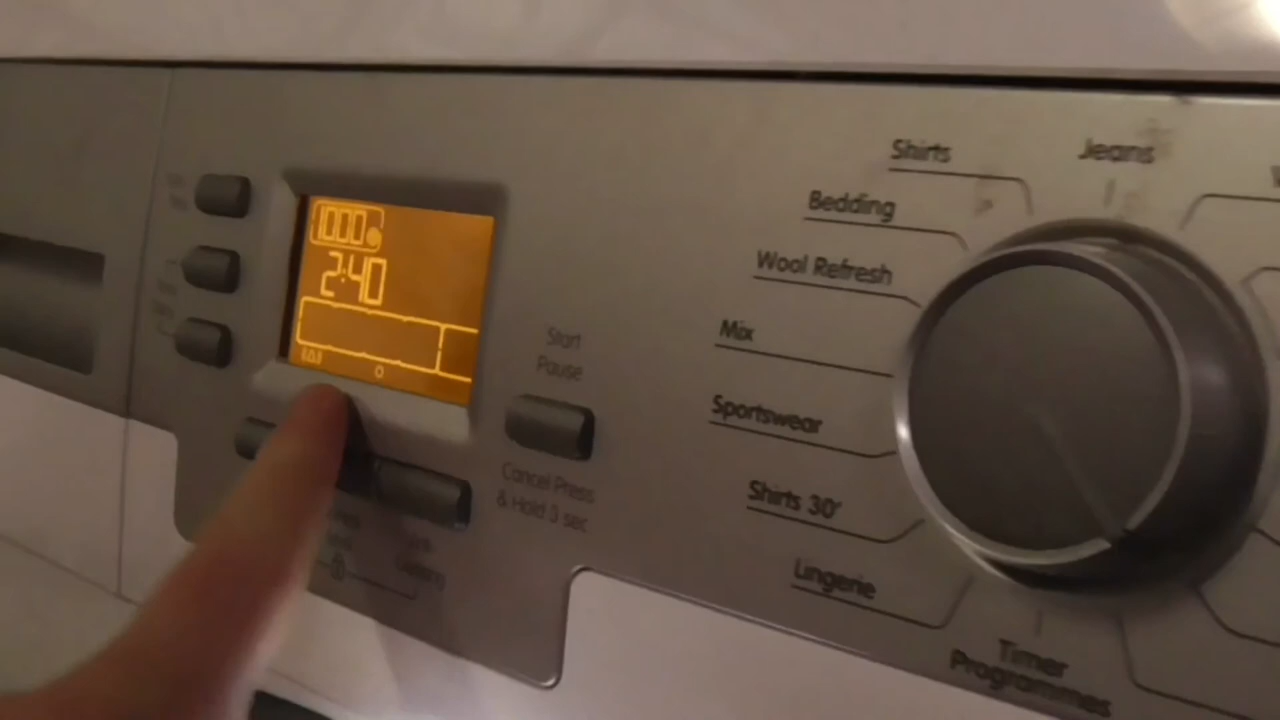 1000
2:40
Start
Pause
Cancel Press
& Hold 3 sec
Shirts
Jeans
Bedding
Wool Refresh
Mix
Sportswear
Shirts 30'
Lingerie
Timer
Programmes